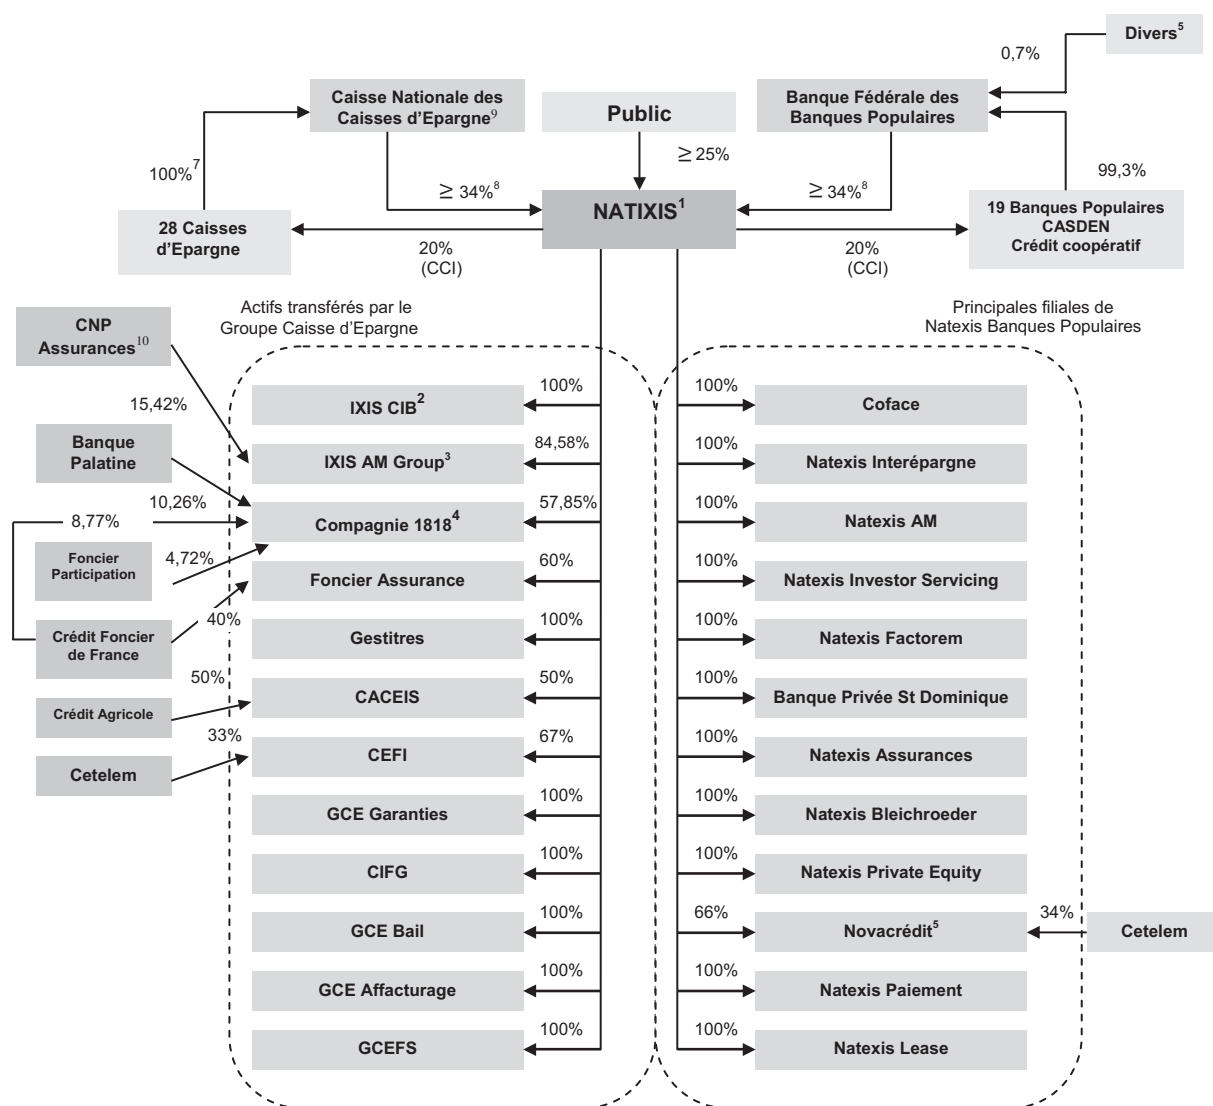 Divers5
0,7%
Caisse Nationale des
Caisses d'Epargne9
Public
Banque Fédérale des
Banques Populaires
100%7
≥ 25%
99,3%
≥ 34%8
≥ 34%8
NATIXIS1
28 Caisses
d'Epargne
19 Banques Populaires
CASDEN
Crédit coopératif
20%
(CCI)
20%
(CCI)
Actifs transférés par le
Groupe Caisse d'Epargne
Principales filiales de
Natexis Banques Populaires
CNP
Assurances10
15,42%
Banque
Palatine
10,26%
8,77%
Foncier
Participation
4,72%
Crédit Foncier
de France
40%
50%
Crédit Agricole
33%
Cetelem
100%
IXIS CIB2
84,58%
IXIS AM Group3
57,85%
Compagnie 18184
60%
Foncier Assurance
100%
Gestitres
50%
CACEIS
67%
CEFI
100%
GCE Garanties
100%
CIFG
100%
GCE Bail
100%
GCE Affacturage
100%
GCEFS
100%
Coface
100%
Natexis Interépargne
100%
Natexis AM
100%
Natexis Investor Servicing
100%
Natexis Factorem
100%
Banque Privée St Dominique
100%
Natexis Assurances
100%
Natexis Bleichroeder
100%
Natexis Private Equity
66%
Novacrédit5
34%
Cetelem
100%
Natexis Paiement
100%
Natexis Lease